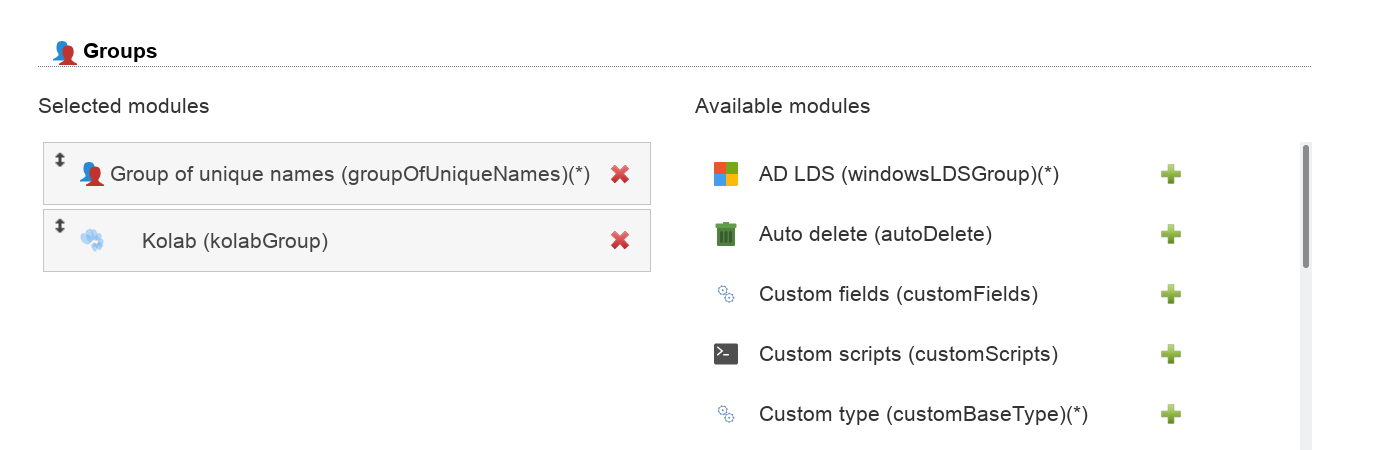 Groups
Selected modules
Available modules
Group of unique names (groupOfUniqueNames)(*)
Kolab (kolabGroup)
AD LDS (windowsLDSGroup)(*)
Auto delete (autoDelete)
Custom fields (customFields)
Custom scripts (customScripts)
Custom type (customBaseType)(*)